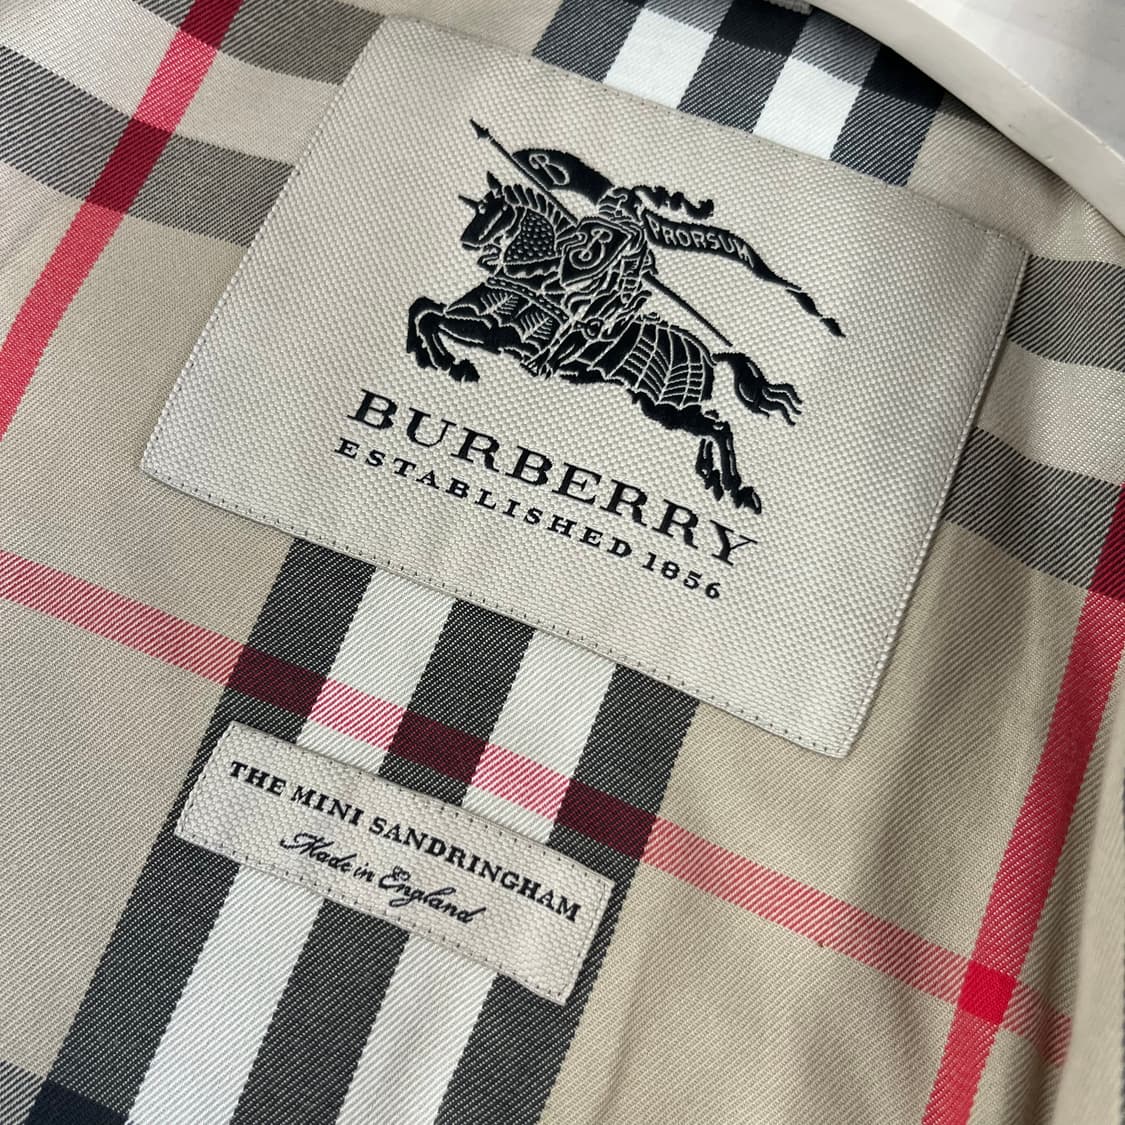 B
PRORSUM
B
BURBERRY
ESTABLISHED 1856
THE MINI SANDRINGHAM
Made in England